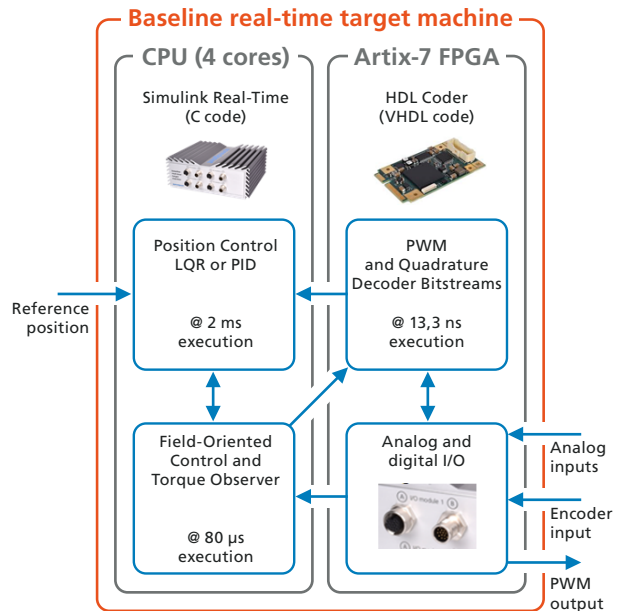 Baseline real-time target machine
CPU (4 cores)
Artix-7 FPGA
Simulink Real-Time
(C code)
HDL Coder
(VHDL code)
Position Control
LQR or PID
@ 2 ms
execution
PWM
and Quadrature
Decoder Bitstreams
@ 13,3 ns
execution
Reference
position
Field-Oriented
Control and
Torque Observer
@ 80 µs
execution
Analog and
digital I/O
A I/O module 1 B
Analog
inputs
Encoder
input
PWM
output